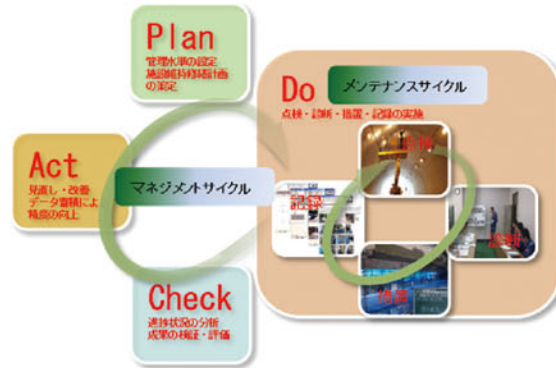 Plan
管理水準の設定
施設維持修繕計画
の策定
Do
メンテナンスサイクル
点検・診断・措置・記録の実施
点検
Act
見直し・改善
データ蓄積によ
精度の向上
マネジメントサイクル
記録
診断
措置
Check
進捗状況の分析
成果の検証・評価